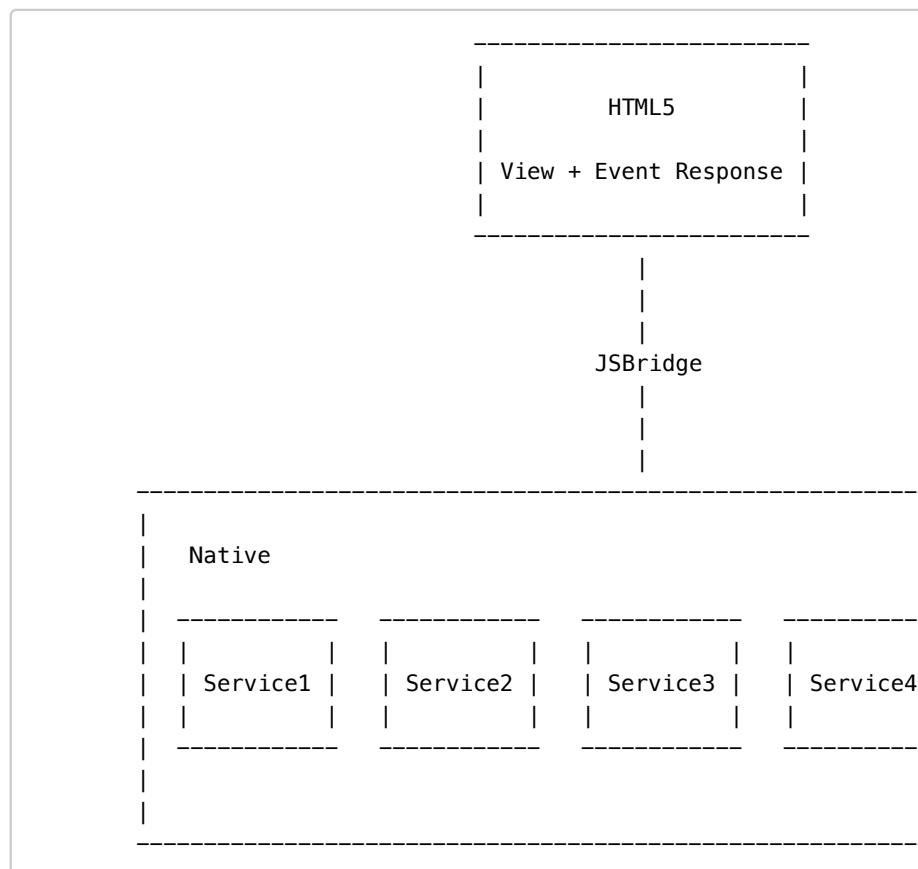 HTML5
View + Event Response
JSBridge
Native
Service1 Service2 Service3 Service4